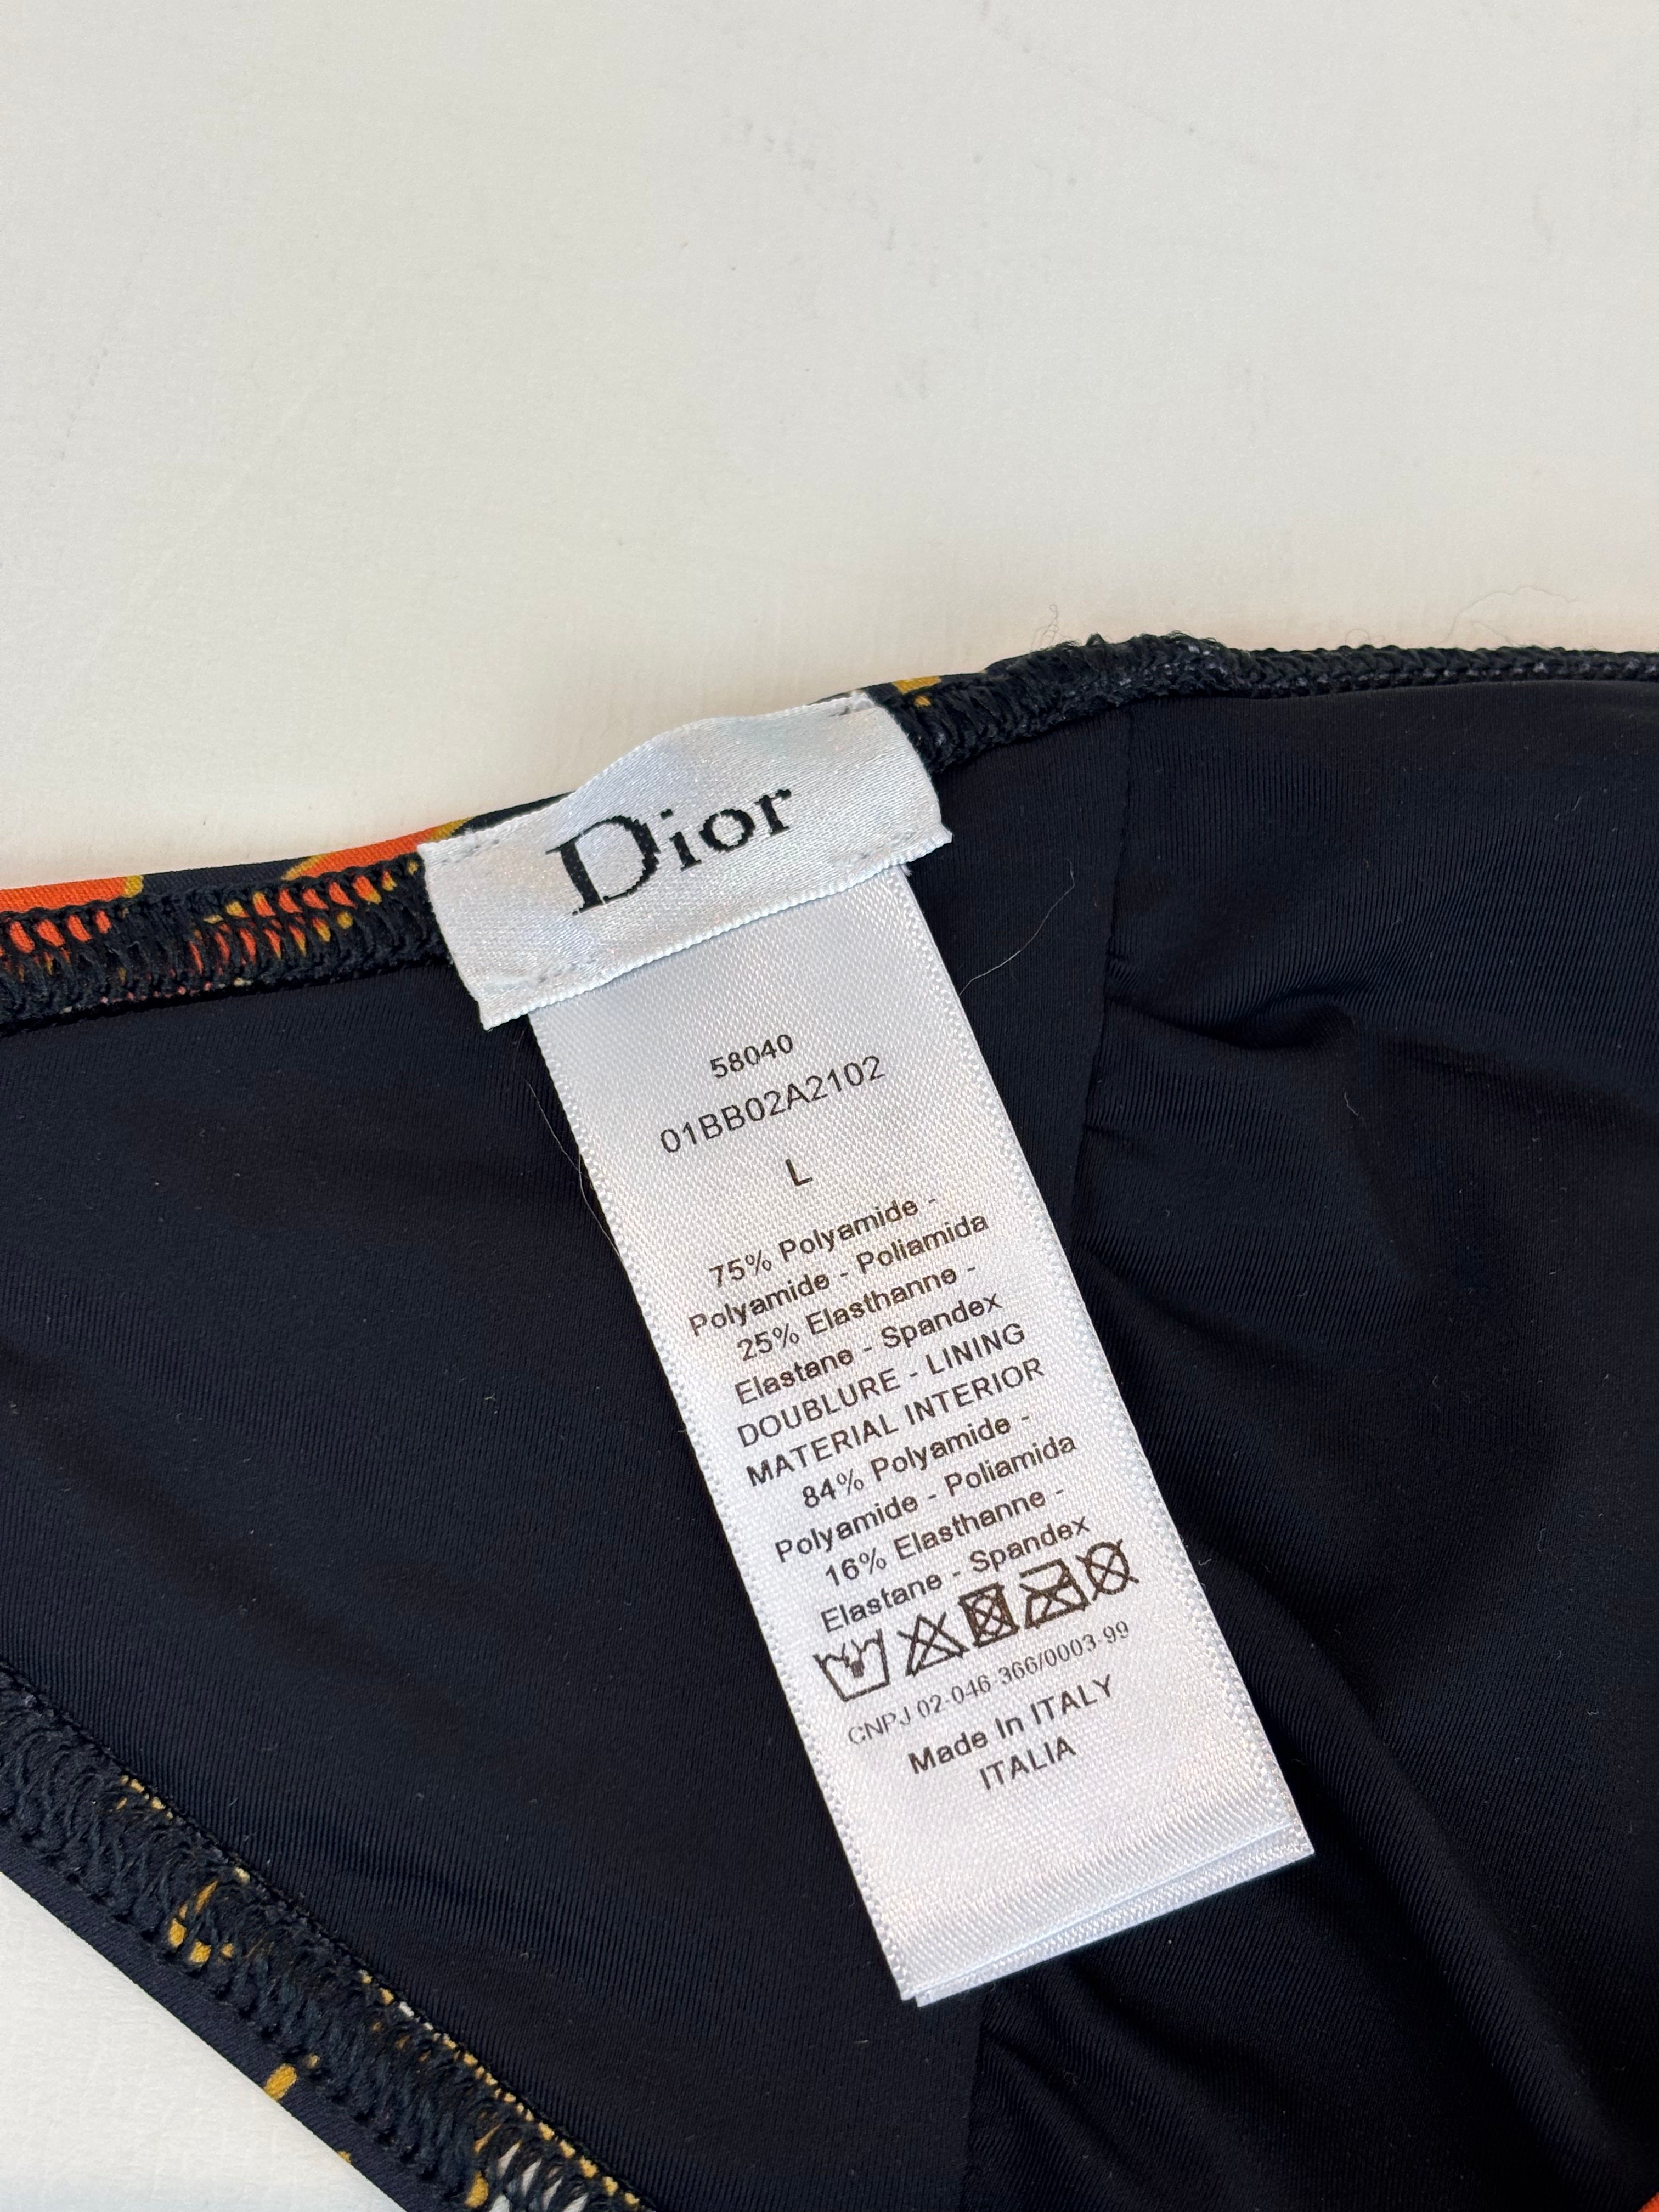 Dior
58040
01BB02A2102
L
75% Polyamide -
Polyamide - Poliamida
25% Elasthanne -
Elastane - Spandex
DOUBLURE - LINING
MATERIAL INTERIOR
84% Polyamide -
Polyamide - Poliamida
16% Elasthanne -
Elastane - Spandex
CNPJ 02-046-366/0003-99
Made In ITALY
ITALIA